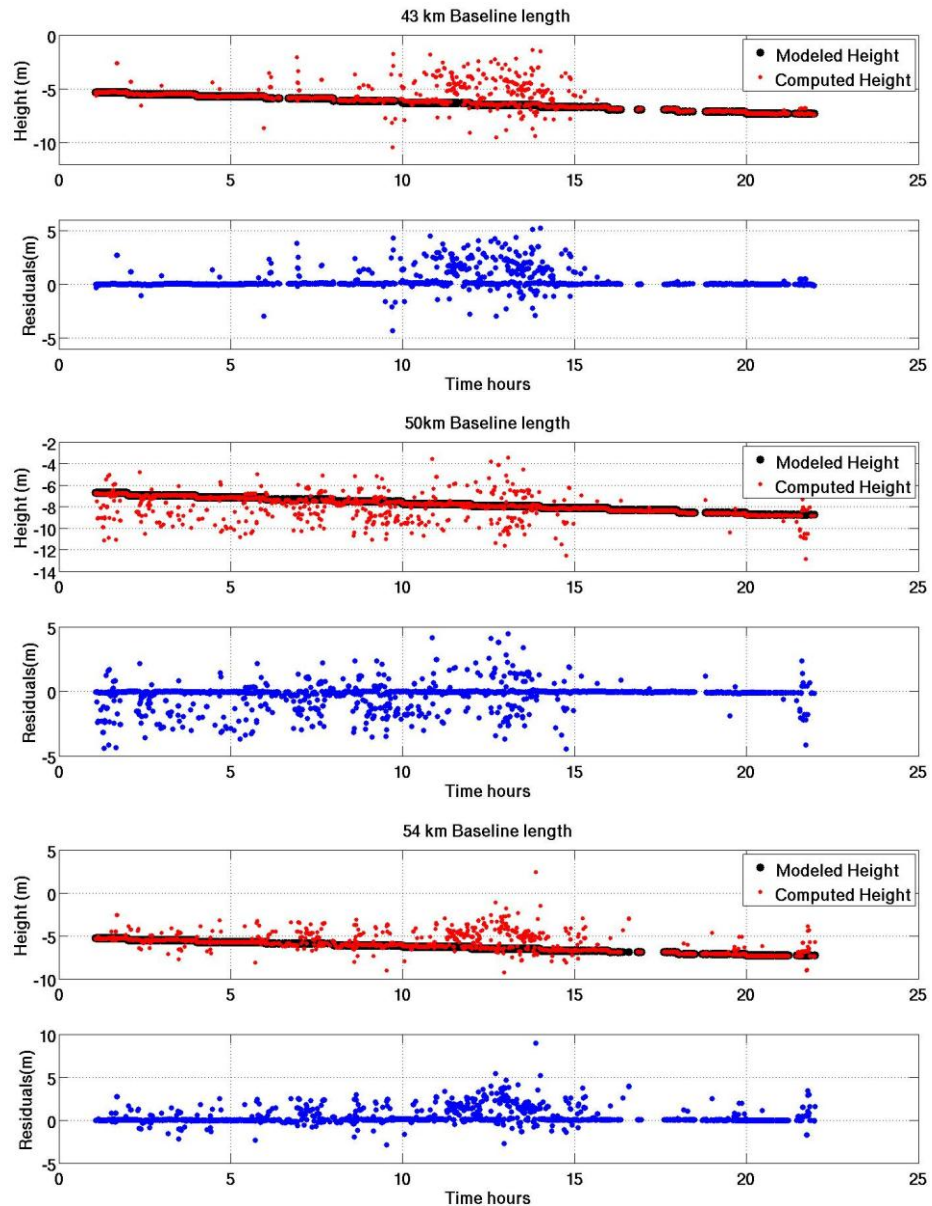 43 km Baseline length
0
-5
-10
Height (m)
Modeled Height
Computed Height
0 5 10 15 20 25
5
0
-5
Residuals(m)
0 5 10 15 20 25
Time hours
50km Baseline length
-2
-4
-6
-8
-10
-12
-14
Height (m)
Modeled Height
Computed Height
0 5 10 15 20 25
5
0
-5
Residuals(m)
0 5 10 15 20 25
Time hours
54 km Baseline length
5
0
-5
-10
Height (m)
Modeled Height
Computed Height
0 5 10 15 20 25
10
5
0
-5
Residuals(m)
0 5 10 15 20 25
Time hours